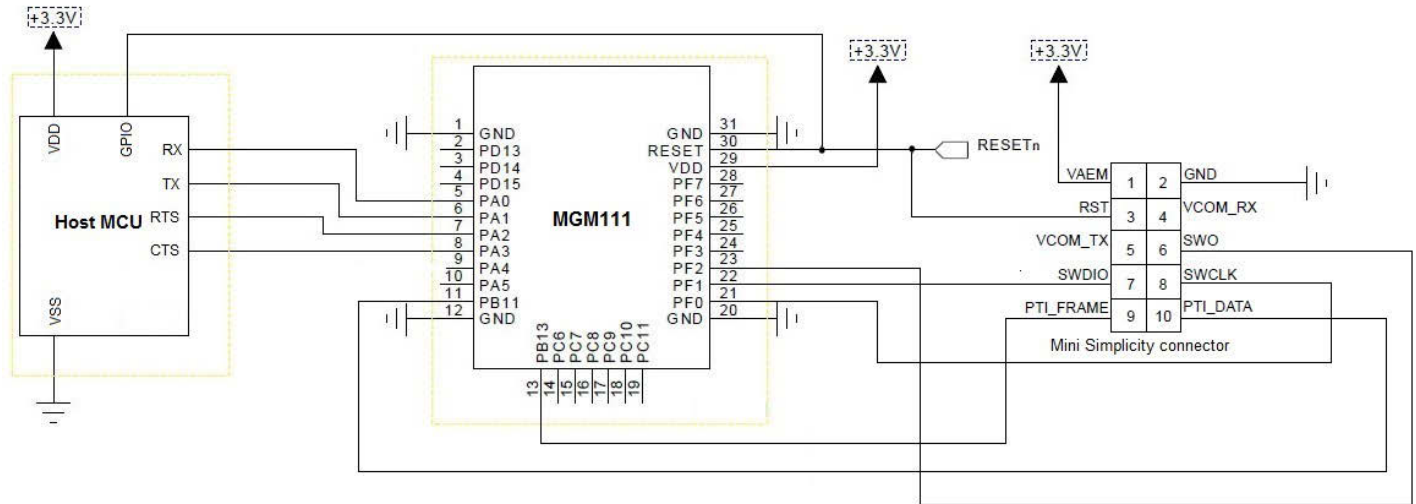 +3.3V
VDD
GPIO
RX
TX
RTS
CTS
Host MCU
VSS
1 GND
2 PD13
3 PD14
4 PD15
5 PA0
6 PA1
7 PA2
8 PA3
9 PA4
10 PA5
11 PB11
12 GND
MGM111
13 PB13
14 PC6
15 PC7
16 PC8
17 PC9
18 PC10
19 PC11
GND 31
RESET 30
VDD 29
PF7 28
PF6 27
PF5 26
PF4 25
PF3 24
PF2 23
PF1 22
PF0 21
GND 20
+3.3V
RESETn
+3.3V
VAEM 1 2 GND
RST 3 4 VCOM_RX
VCOM_TX 5 6 SWO
SWDIO 7 8 SWCLK
PTI_FRAME 9 10 PTI_DATA
Mini Simplicity connector